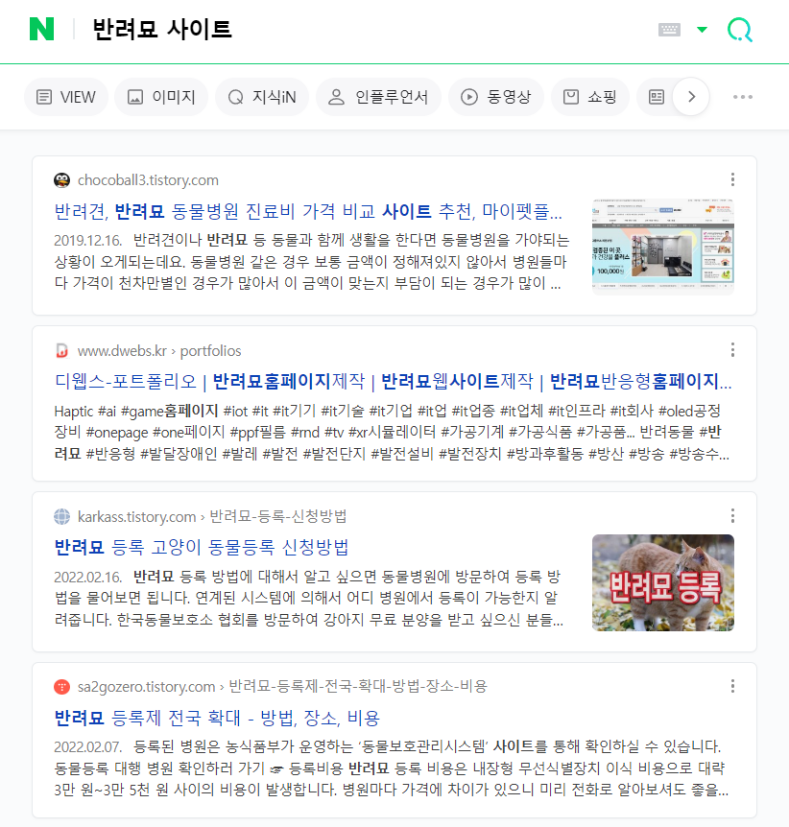 N 반려묘 사이트
VIEW 이미지 지식iN 인플루언서 동영상 쇼핑
chocoball3.tistory.com
반려견, 반려묘 동물병원 진료비 가격 비교 사이트 추천, 마이펫플...
2019.12.16. 반려견이나 반려묘 등 동물과 함께 생활을 한다면 동물병원을 가야되는
상황이 오게되는데요. 동물병원 같은 경우 보통 금액이 정해져있지 않아서 병원들마
다 가격이 천차만별인 경우가 많아서 이 금액이 맞는지 부담이 되는 경우가 많이 ...
100,000원
www.dwebs.kr › portfolios
디웹스-포트폴리오 | 반려묘홈페이지제작 | 반려묘웹사이트제작 | 반려묘반응형홈페이지...
Haptic #ai #game홈페이지 #iot #it #it기기 #it기술 #it기업 #it업 #it업종 #it업체 #it인프라 #it회사 #oled공정
장비 #onepage #one페이지 #ppf필름 #rnd #tv #xr시뮬레이터 #가공기계 #가공식품 #가공품... 반려동물 #반
려묘 #반응형 #발달장애인 #발레 #발전 #발전단지 #발전설비 #발전장치 #방과후활동 #방산 #방송 #방송수...
karkass.tistory.com › 반려묘-등록-신청방법
반려묘 등록 고양이 동물등록 신청방법
2022.02.16. 반려묘 등록 방법에 대해서 알고 싶으면 동물병원에 방문하여 등록 방
법을 물어보면 됩니다. 연계된 시스템에 의해서 어디 병원에서 등록이 가능한지 알
려줍니다. 한국동물보호소 협회를 방문하여 강아지 무료 분양을 받고 싶으신 분들...
반려묘 등록
sa2gozero.tistory.com › 반려묘-등록제-전국-확대-방법-장소-비용
반려묘 등록제 전국 확대 - 방법, 장소, 비용
2022.02.07. 등록된 병원은 농식품부가 운영하는 '동물보호관리시스템' 사이트를 통해 확인하실 수 있습니다.
동물등록 대행 병원 확인하러 가기 ☞ 등록비용 반려묘 등록 비용은 내장형 무선식별장치 이식 비용으로 대략
3만 원~3만 5천 원 사이의 비용이 발생합니다. 병원마다 가격에 차이가 있으니 미리 전화로 알아보셔도 좋을...